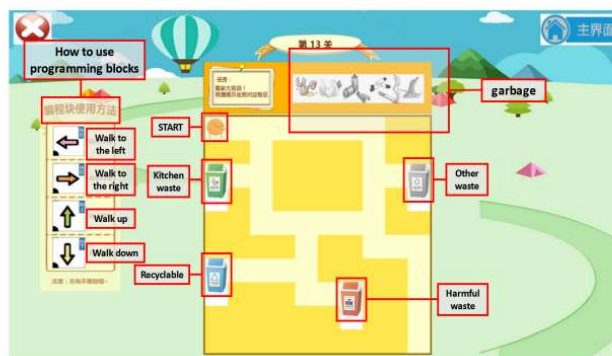 How to use
programming blocks
第 13 关
主界面
garbage
编程块使用方法
START
Walk to
the left
Walk to
the right
Walk up
Walk down
Kitchen
waste
Other
waste
Recyclable
Harmful
waste